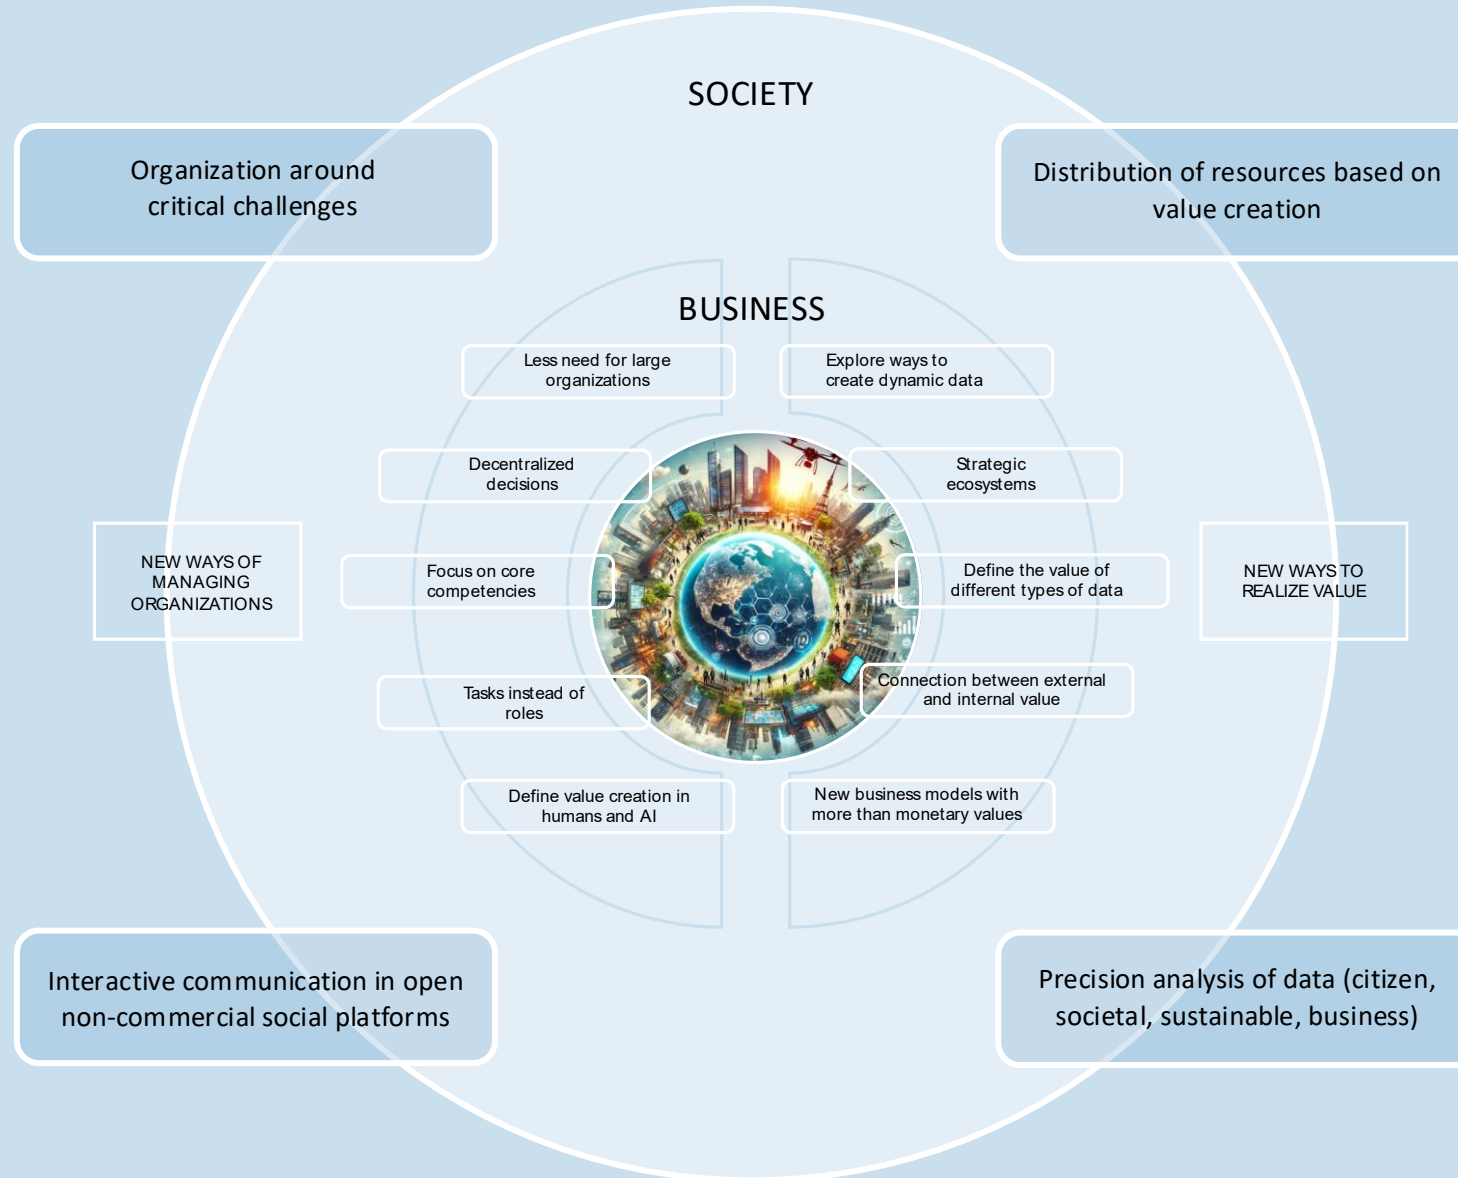 SOCIETY
Organization around
critical challenges
Distribution of resources based on
value creation
BUSINESS
Less need for large
organizations
Explore ways to
create dynamic data
Decentralized
decisions
Strategic
ecosystems
NEW WAYS OF
MANAGING
ORGANIZATIONS
Focus on core
competencies
Define the value of
different types of data
NEW WAYS TO
REALIZE VALUE
Tasks instead of
roles
Connection between external
and internal value
Define value creation in
humans and AI
New business models with
more than monetary values
Interactive communication in open
non-commercial social platforms
Precision analysis of data (citizen,
societal, sustainable, business)